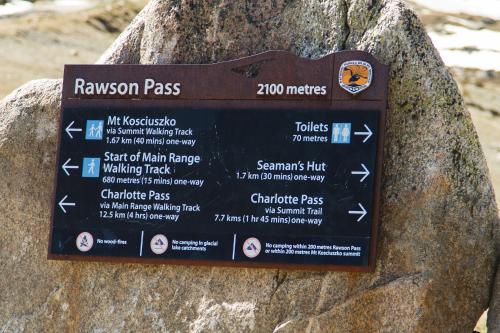 Rawson Pass
2100 metres
Mt Kosciuszko
via Summit Walking Track
1.67 km (40 mins) one-way
Start of Main Range
Walking Track
680 metres (15 mins) one-way
Charlotte Pass
via Main Range Walking Track
12.5 km (4 hrs) one-way
Toilets
70 metres
Seaman's Hut
1.7 km (30 mins) one-way
Charlotte Pass
via Summit Trail
7.7 kms (1 hr 45 mins) one-way
No wood-fires
No camping in glacial
lake catchments
No camping within 200 metres Rawson Pass
or within 200 metres Mt Kosciuszko summit